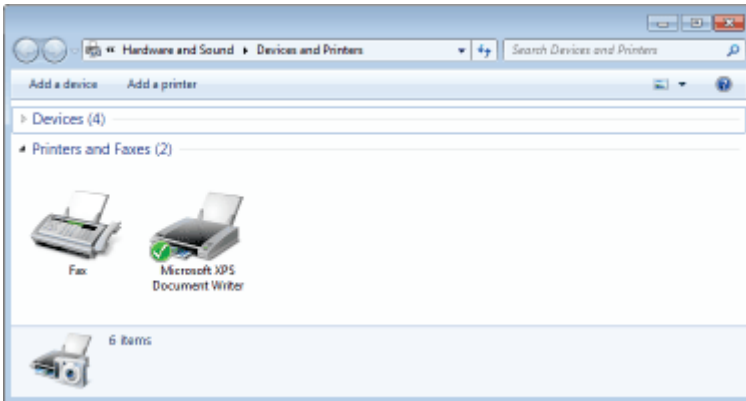 « Hardware and Sound ▸ Devices and Printers
Search Devices and Printers
Add a device Add a printer
Devices (4)
Printers and Faxes (2)
Fax
Microsoft XPS
Document Writer
6 items